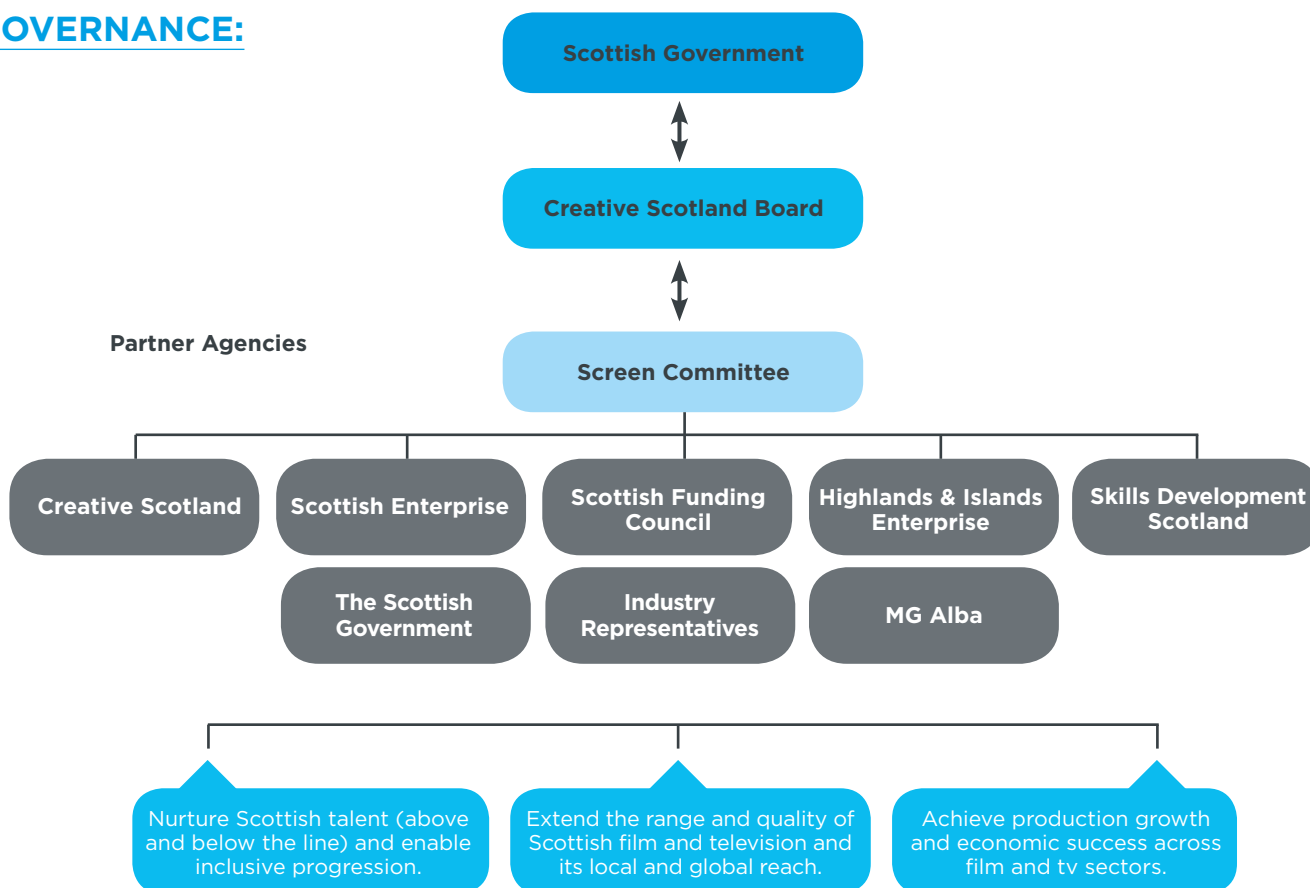 OVERNANCE:
Scottish Government
Creative Scotland Board
Partner Agencies
Screen Committee
Creative Scotland
Scottish Enterprise
Scottish Funding
Council
Highlands & Islands
Enterprise
Skills Development
Scotland
The Scottish
Government
Industry
Representatives
MG Alba
Nurture Scottish talent (above
and below the line) and enable
inclusive progression.
Extend the range and quality of
Scottish film and television and
its local and global reach.
Achieve production growth
and economic success across
film and tv sectors.